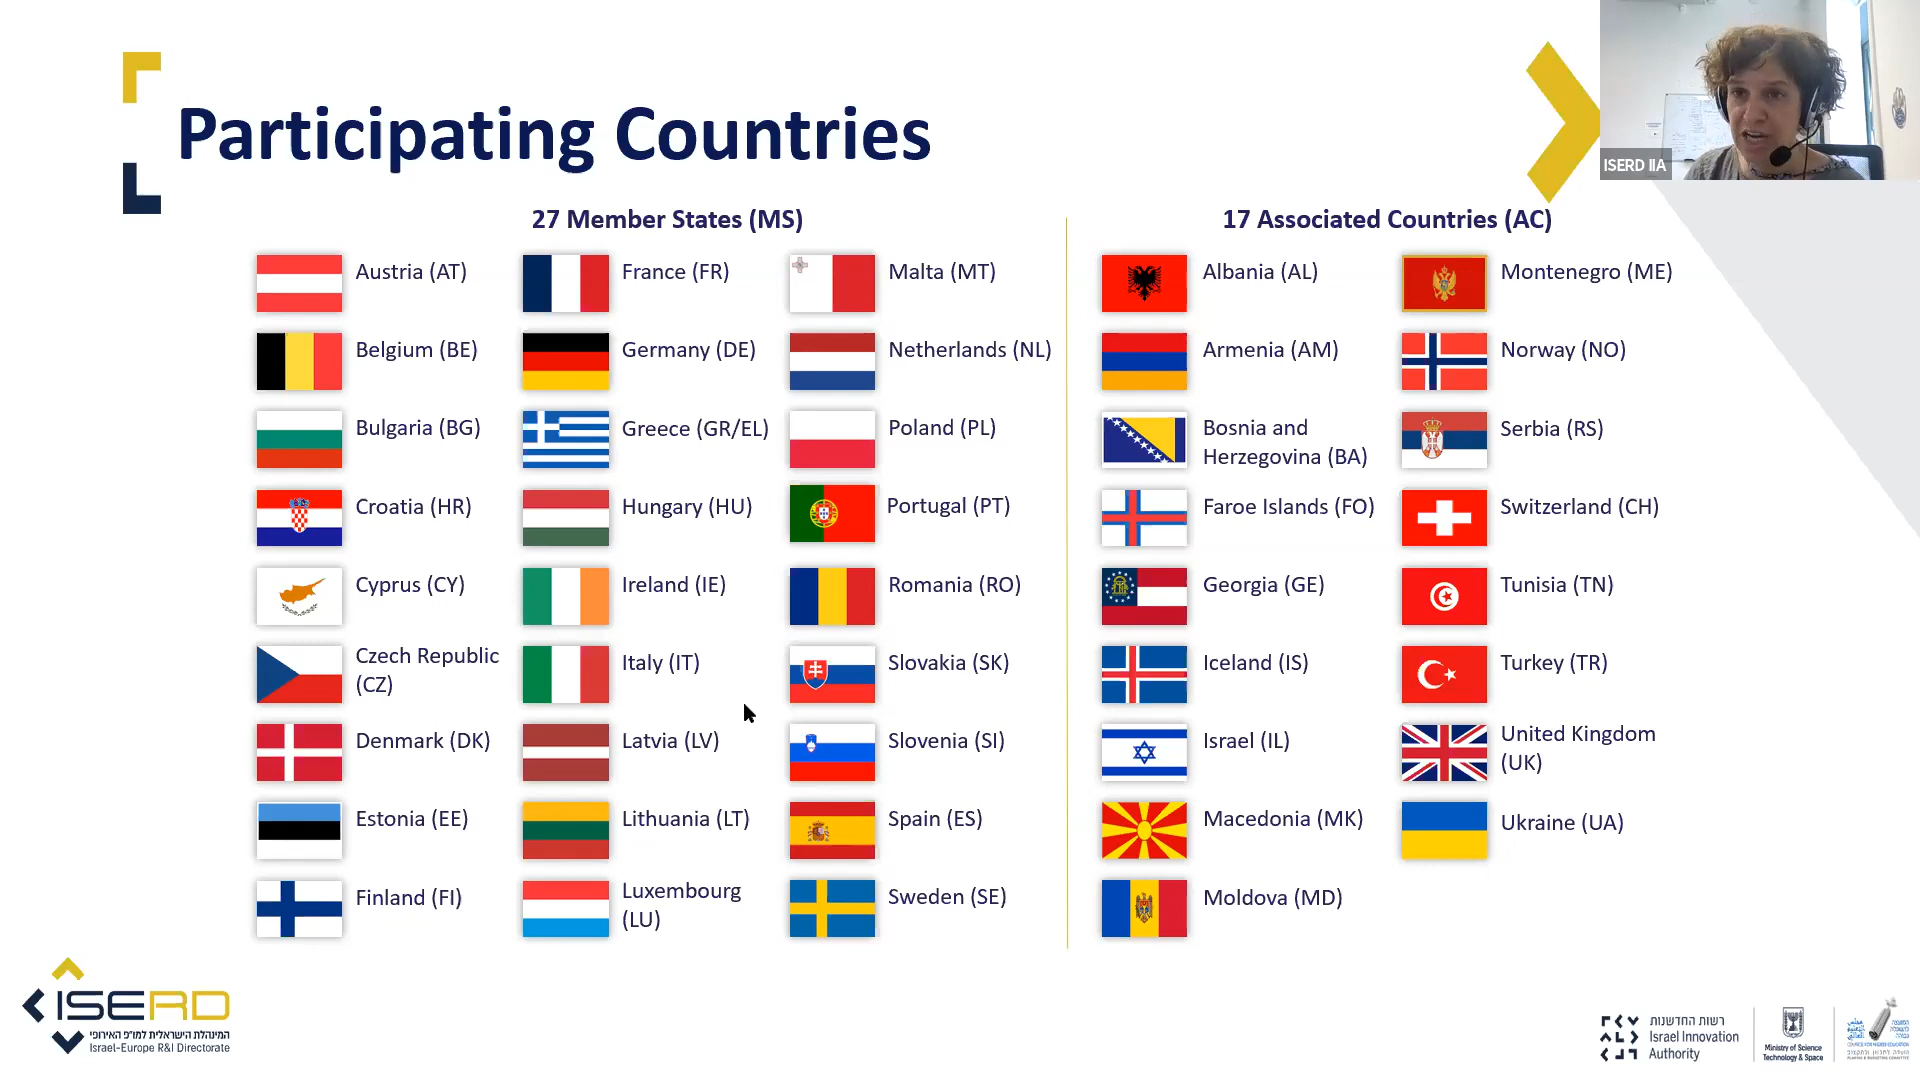 Participating Countries
ISERD IIA
27 Member States (MS)
Austria (AT)
Belgium (BE)
Bulgaria (BG)
Croatia (HR)
Cyprus (CY)
Czech Republic
(CZ)
Denmark (DK)
Estonia (EE)
Finland (FI)
France (FR)
Germany (DE)
Greece (GR/EL)
Hungary (HU)
Ireland (IE)
Italy (IT)
Latvia (LV)
Lithuania (LT)
Luxembourg
(LU)
Malta (MT)
Netherlands (NL)
Poland (PL)
Portugal (PT)
Romania (RO)
Slovakia (SK)
Slovenia (SI)
Spain (ES)
Sweden (SE)
17 Associated Countries (AC)
Albania (AL)
Armenia (AM)
Bosnia and
Herzegovina (BA)
Faroe Islands (FO)
Georgia (GE)
Iceland (IS)
Israel (IL)
Macedonia (MK)
Moldova (MD)
Montenegro (ME)
Norway (NO)
Serbia (RS)
Switzerland (CH)
Tunisia (TN)
Turkey (TR)
United Kingdom
(UK)
Ukraine (UA)
ISERD
המינהלת הישראלית למו"פ האירופי
Israel-Europe R&I Directorate
רשות החדשנות
Israel Innovation
Authority
Ministry of Science
Technology & Space